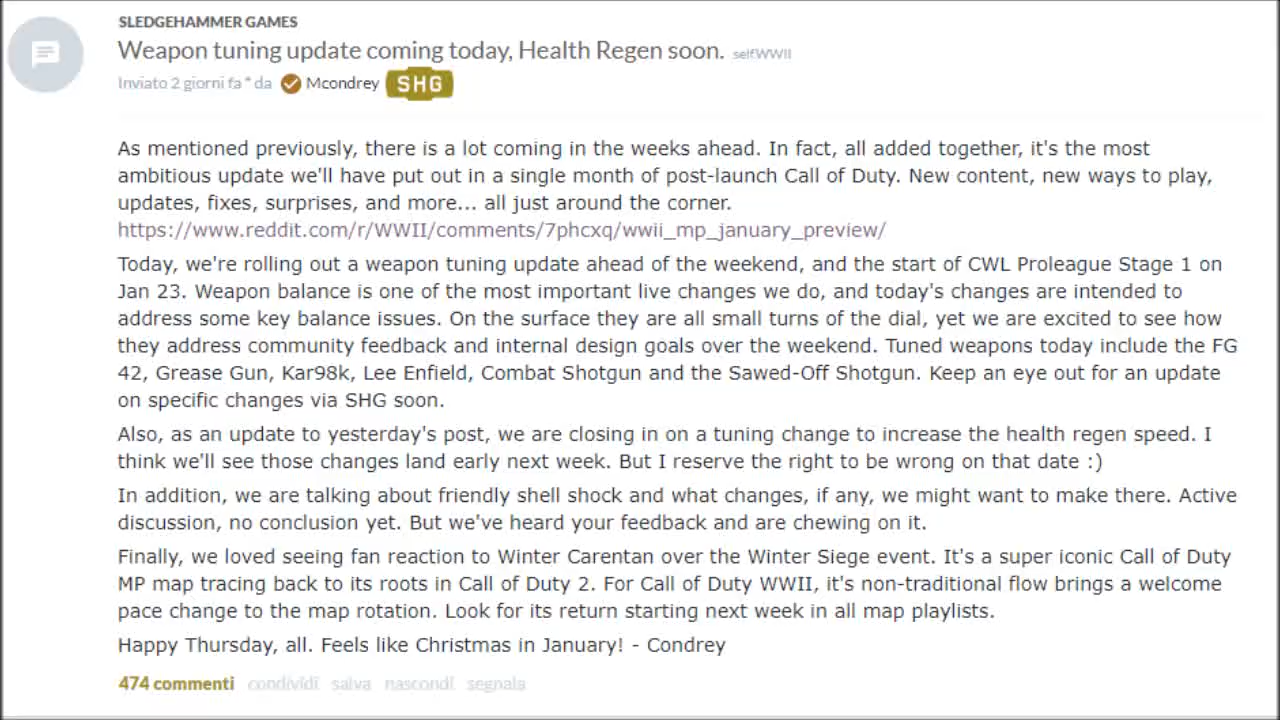 SLEDGEHAMMER GAMES
Weapon tuning update coming today, Health Regen soon. self.WWII
Inviato 2 giorni fa * da Mcondrey SHG
As mentioned previously, there is a lot coming in the weeks ahead. In fact, all added together, it's the most
ambitious update we'll have put out in a single month of post-launch Call of Duty. New content, new ways to play,
updates, fixes, surprises, and more... all just around the corner.
https://www.reddit.com/r/WWII/comments/7phcxq/wwii_mp_january_preview/
Today, we're rolling out a weapon tuning update ahead of the weekend, and the start of CWL Proleague Stage 1 on
Jan 23. Weapon balance is one of the most important live changes we do, and today's changes are intended to
address some key balance issues. On the surface they are all small turns of the dial, yet we are excited to see how
they address community feedback and internal design goals over the weekend. Tuned weapons today include the FG
42, Grease Gun, Kar98k, Lee Enfield, Combat Shotgun and the Sawed-Off Shotgun. Keep an eye out for an update
on specific changes via SHG soon.
Also, as an update to yesterday's post, we are closing in on a tuning change to increase the health regen speed. I
think we'll see those changes land early next week. But I reserve the right to be wrong on that date :)
In addition, we are talking about friendly shell shock and what changes, if any, we might want to make there. Active
discussion, no conclusion yet. But we've heard your feedback and are chewing on it.
Finally, we loved seeing fan reaction to Winter Carentan over the Winter Siege event. It's a super iconic Call of Duty
MP map tracing back to its roots in Call of Duty 2. For Call of Duty WWII, it's non-traditional flow brings a welcome
pace change to the map rotation. Look for its return starting next week in all map playlists.
Happy Thursday, all. Feels like Christmas in January! - Condrey
474 commenti condividi salva nascondi segnala